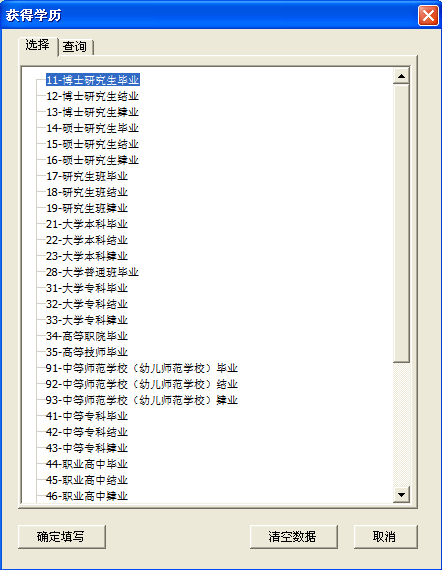 获得学历
选择 查询
11-博士研究生毕业
12-博士研究生结业
13-博士研究生肄业
14-硕士研究生毕业
15-硕士研究生结业
16-硕士研究生肄业
17-研究生班毕业
18-研究生班结业
19-研究生班肄业
21-大学本科毕业
22-大学本科结业
23-大学本科肄业
28-大学普通班毕业
31-大学专科毕业
32-大学专科结业
33-大学专科肄业
34-高等职院毕业
35-高等技师毕业
91-中等师范学校（幼儿师范学校）毕业
92-中等师范学校（幼儿师范学校）结业
93-中等师范学校（幼儿师范学校）肄业
41-中等专科毕业
42-中等专科结业
43-中等专科肄业
44-职业高中毕业
45-职业高中结业
46-职业高中肄业
确定填写 清空数据 取消